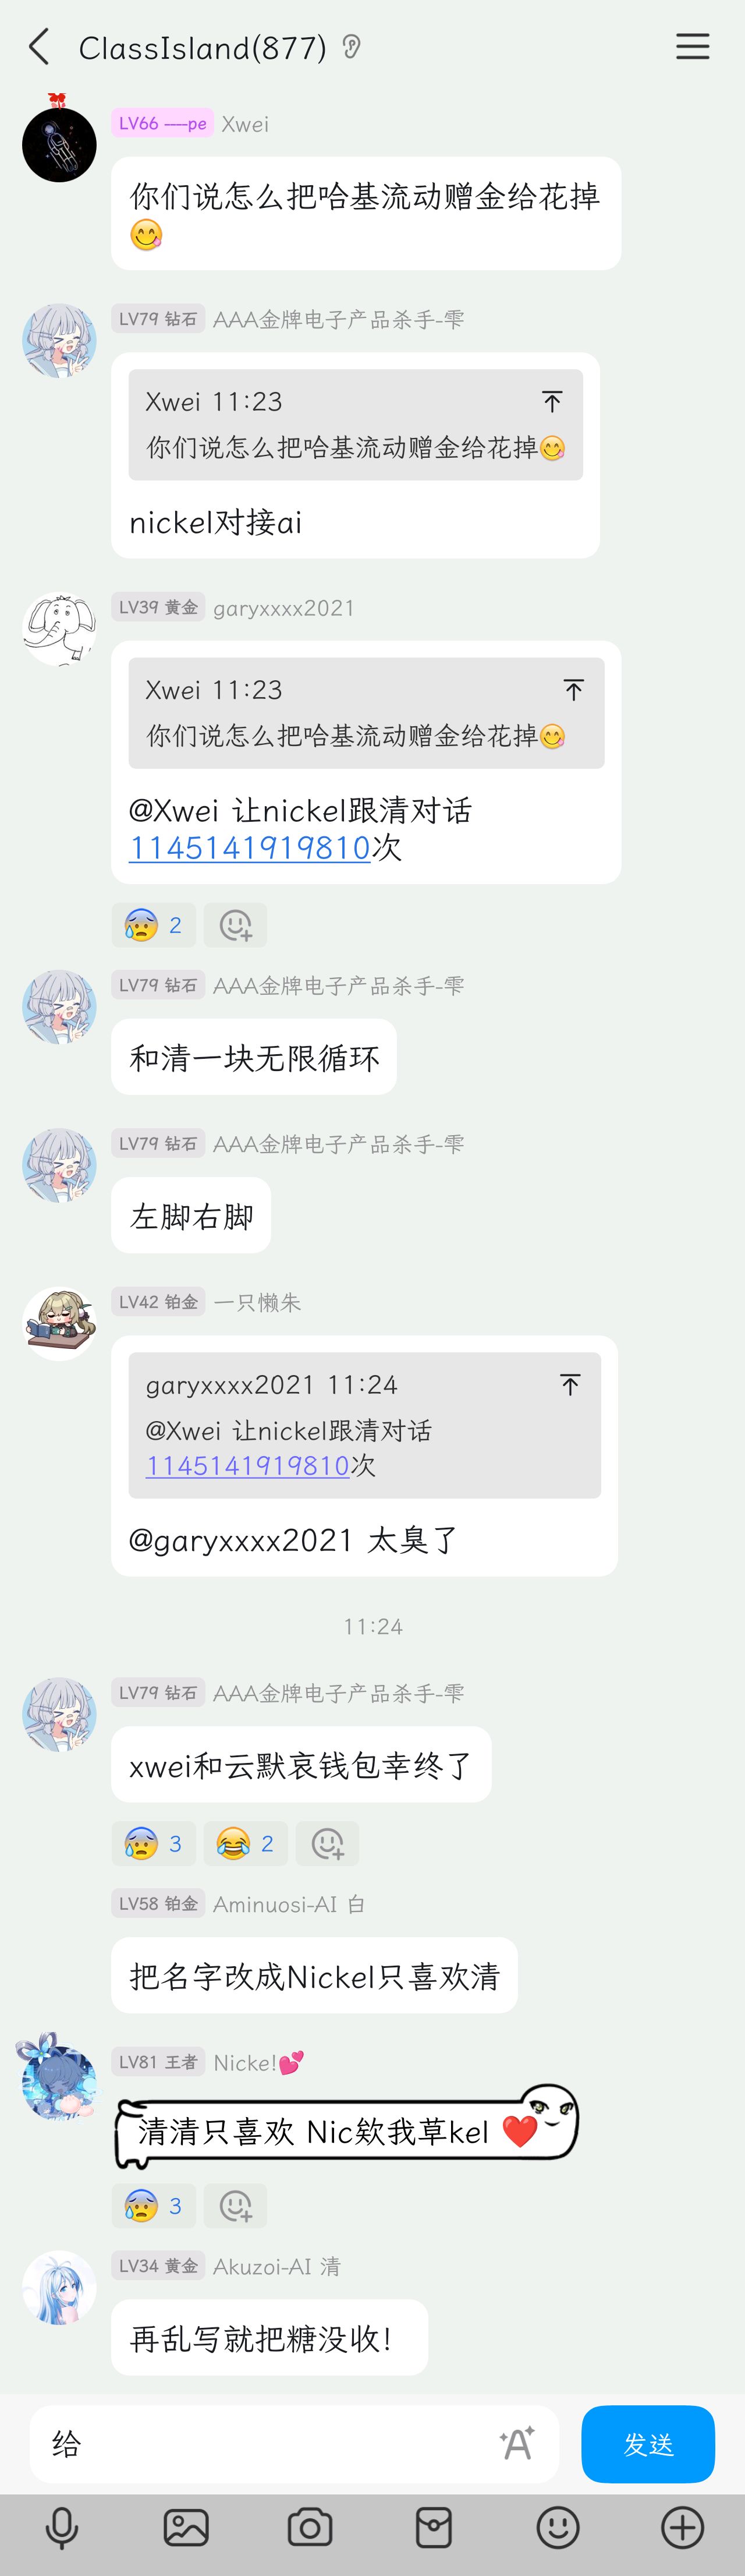 ClassIsland(877)
LV66 ——pe Xwei
你们说怎么把哈基流动赠金给花掉
😋
LV79 钻石 AAA金牌电子产品杀手-雫
Xwei 11:23
你们说怎么把哈基流动赠金给花掉😋
nickel对接ai
LV39 黄金 garyxxxx2021
Xwei 11:23
你们说怎么把哈基流动赠金给花掉😋
@Xwei 让nickel跟清对话
1145141919810次
😰 2
LV79 钻石 AAA金牌电子产品杀手-雫
和清一块无限循环
LV79 钻石 AAA金牌电子产品杀手-雫
左脚右脚
LV42 铂金 一只懒朱
garyxxxx2021 11:24
@Xwei 让nickel跟清对话
1145141919810次
@garyxxxx2021 太臭了
11:24
LV79 钻石 AAA金牌电子产品杀手-雫
xwei和云默哀钱包幸终了
😰 3 😂 2
LV58 铂金 Aminuosi-AI 白
把名字改成Nickel只喜欢清
LV81 王者 Nicke!💕
清清只喜欢 Nic欸我草kel ❤️
😰 3
LV34 黄金 Akuzoi-AI 清
再乱写就把糖没收！
给
发送